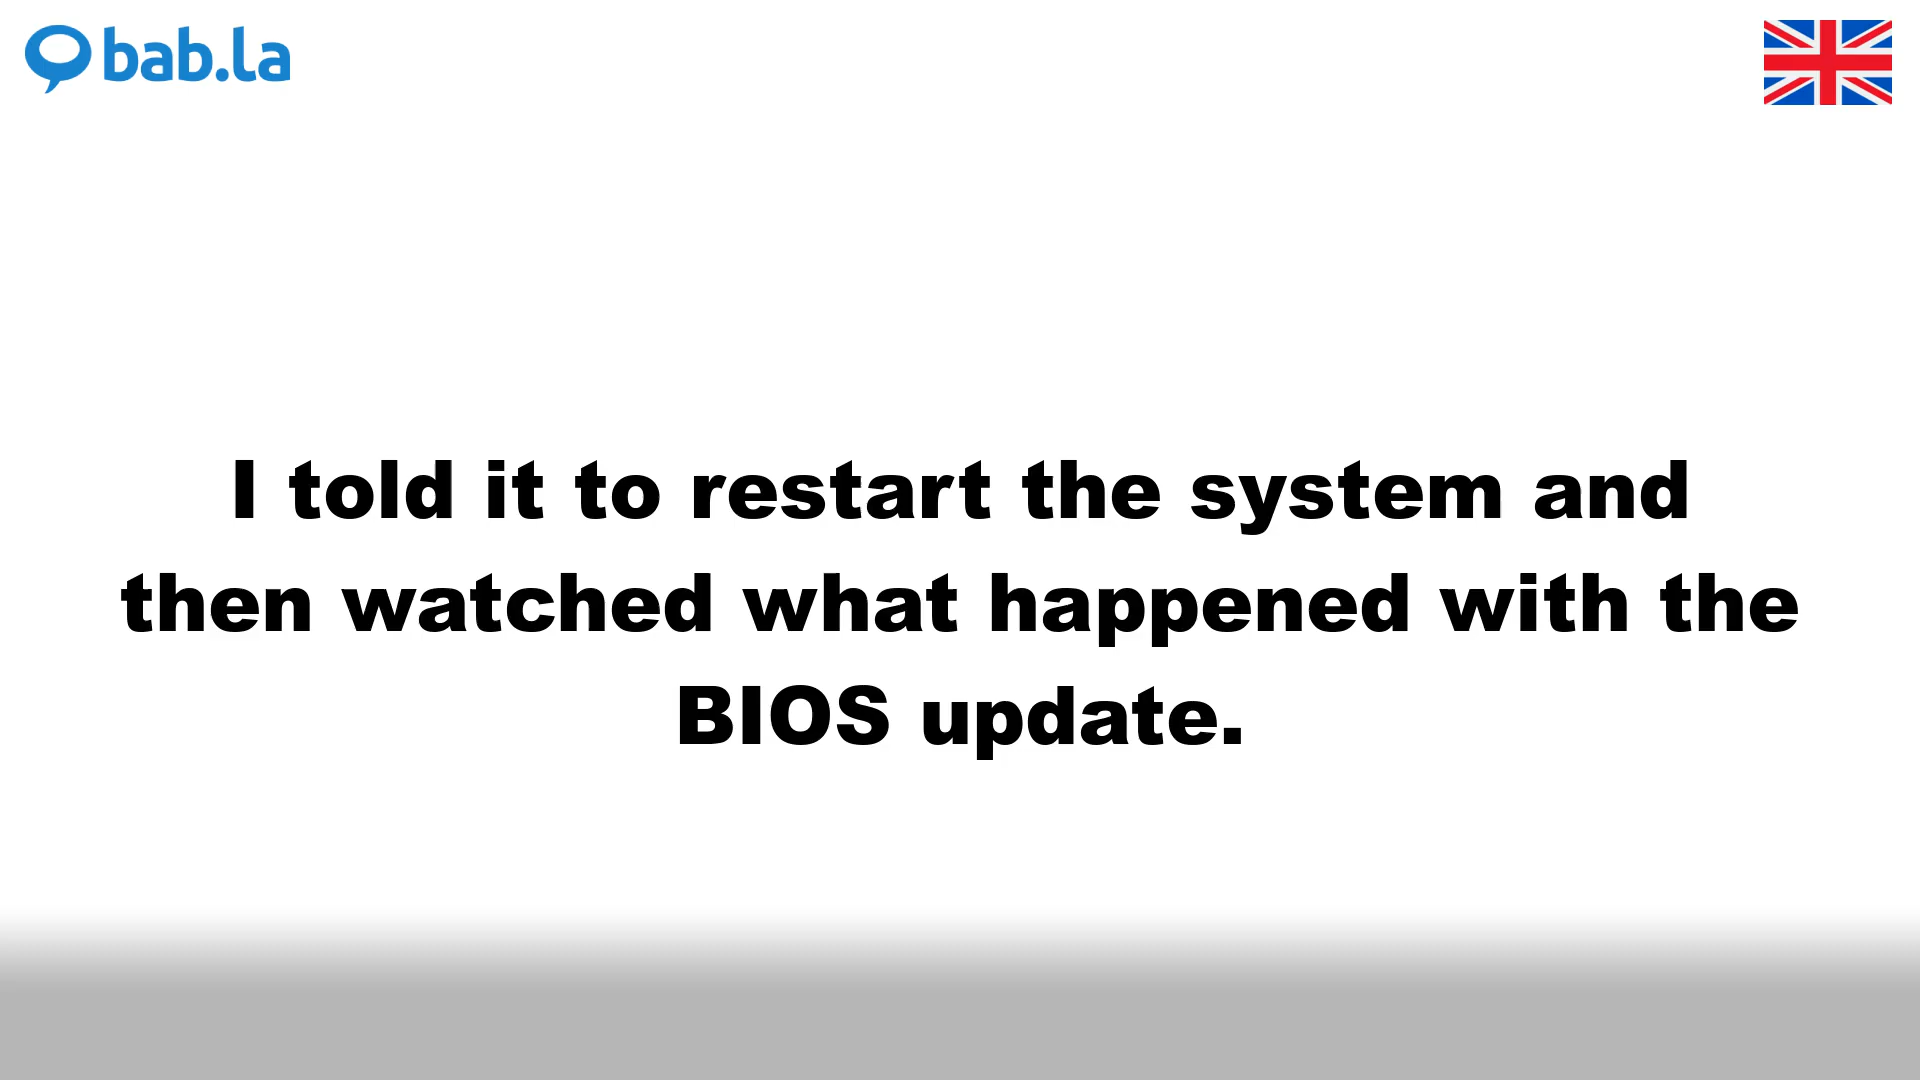 bab.la
I told it to restart the system and
then watched what happened with the
BIOS update.